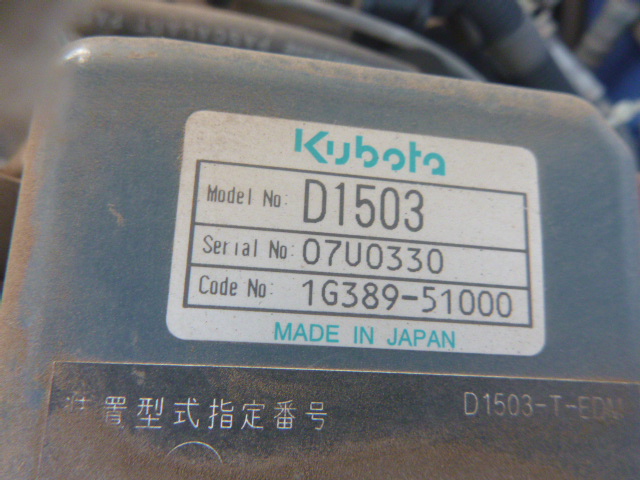 Kubota
Model No: D1503
Serial No: 07U0330
Code No: 1G389-51000
MADE IN JAPAN
置型式指定番号 D1503-T-EDM